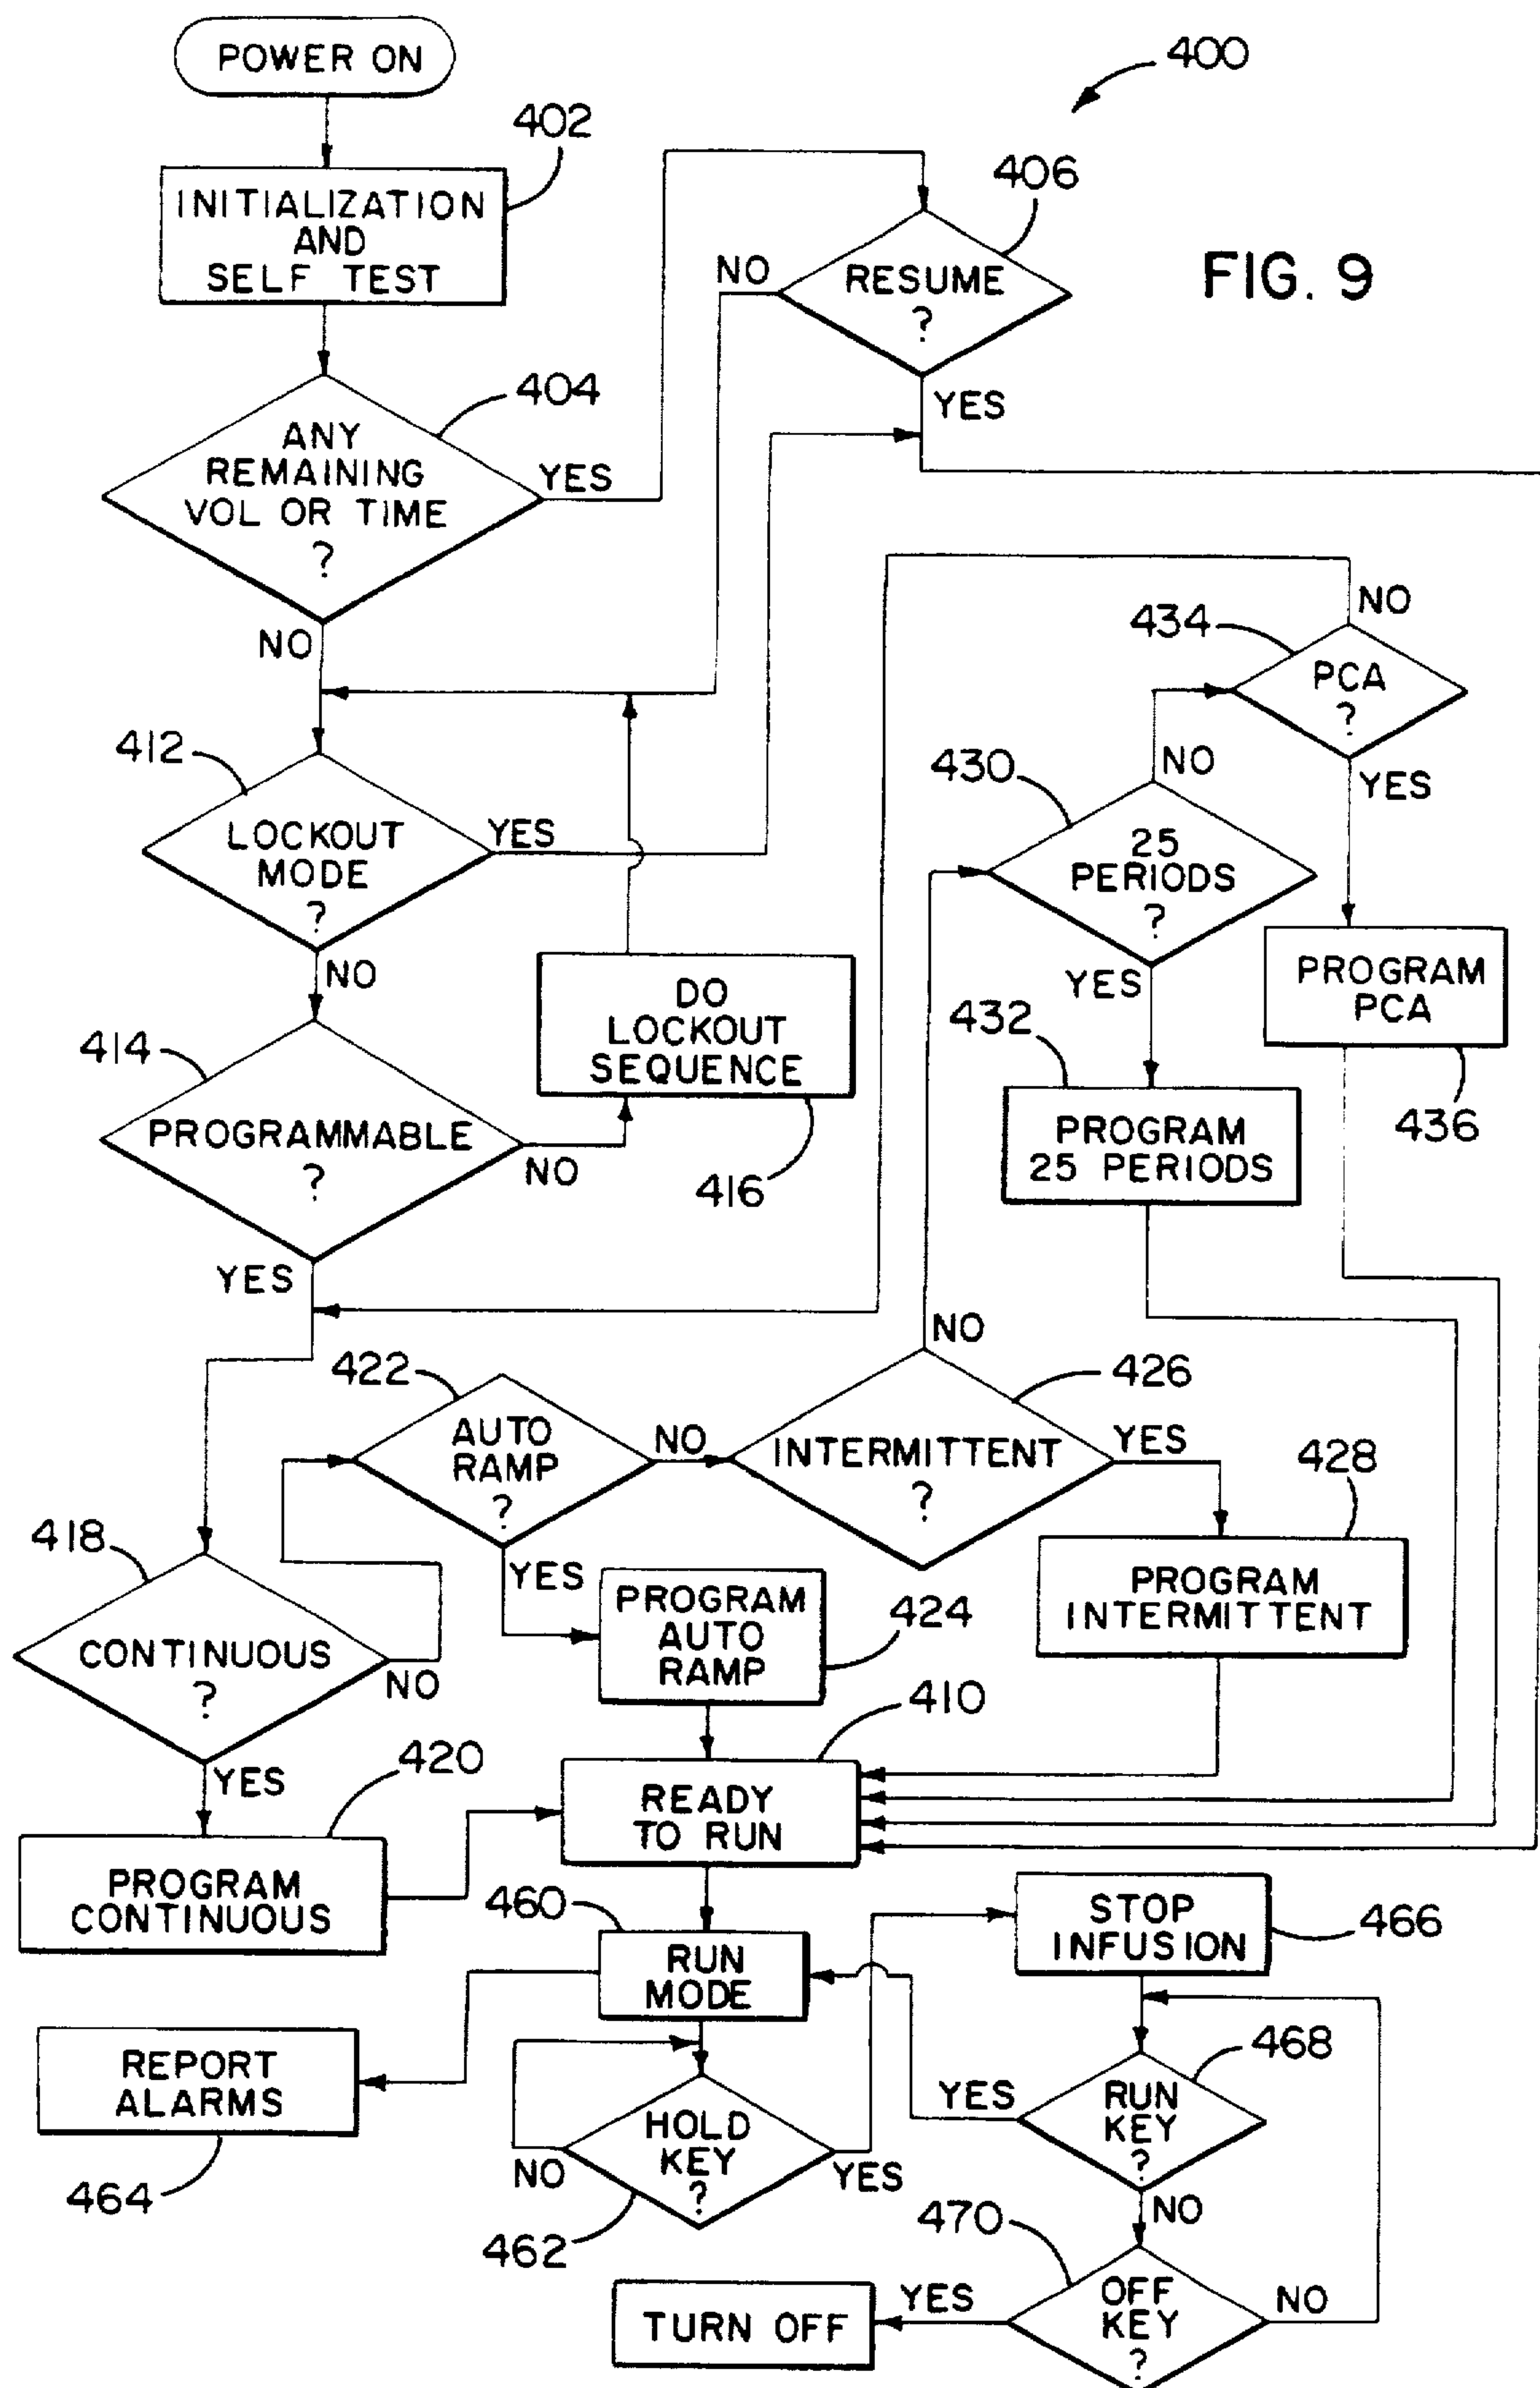 POWER ON
400
402
INITIALIZATION
AND
SELF TEST
406
RESUME
?
NO
YES
FIG. 9
404
ANY
REMAINING
VOL OR TIME
?
YES
NO
412
LOCKOUT
MODE
?
YES
NO
414
PROGRAMMABLE
?
NO
YES
DO
LOCKOUT
SEQUENCE
416
434
PCA
?
NO
YES
430
25
PERIODS
?
NO
YES
PROGRAM
PCA
436
432
PROGRAM
25 PERIODS
422
AUTO
RAMP
?
NO
YES
426
INTERMITTENT
?
NO
YES
428
PROGRAM
INTERMITTENT
418
CONTINUOUS
?
NO
YES
PROGRAM
AUTO
RAMP
424
420
PROGRAM
CONTINUOUS
410
READY
TO RUN
460
RUN
MODE
STOP
INFUSION
466
REPORT
ALARMS
464
HOLD
KEY
?
NO
YES
462
468
RUN
KEY
?
YES
NO
470
OFF
KEY
?
YES
NO
TURN OFF